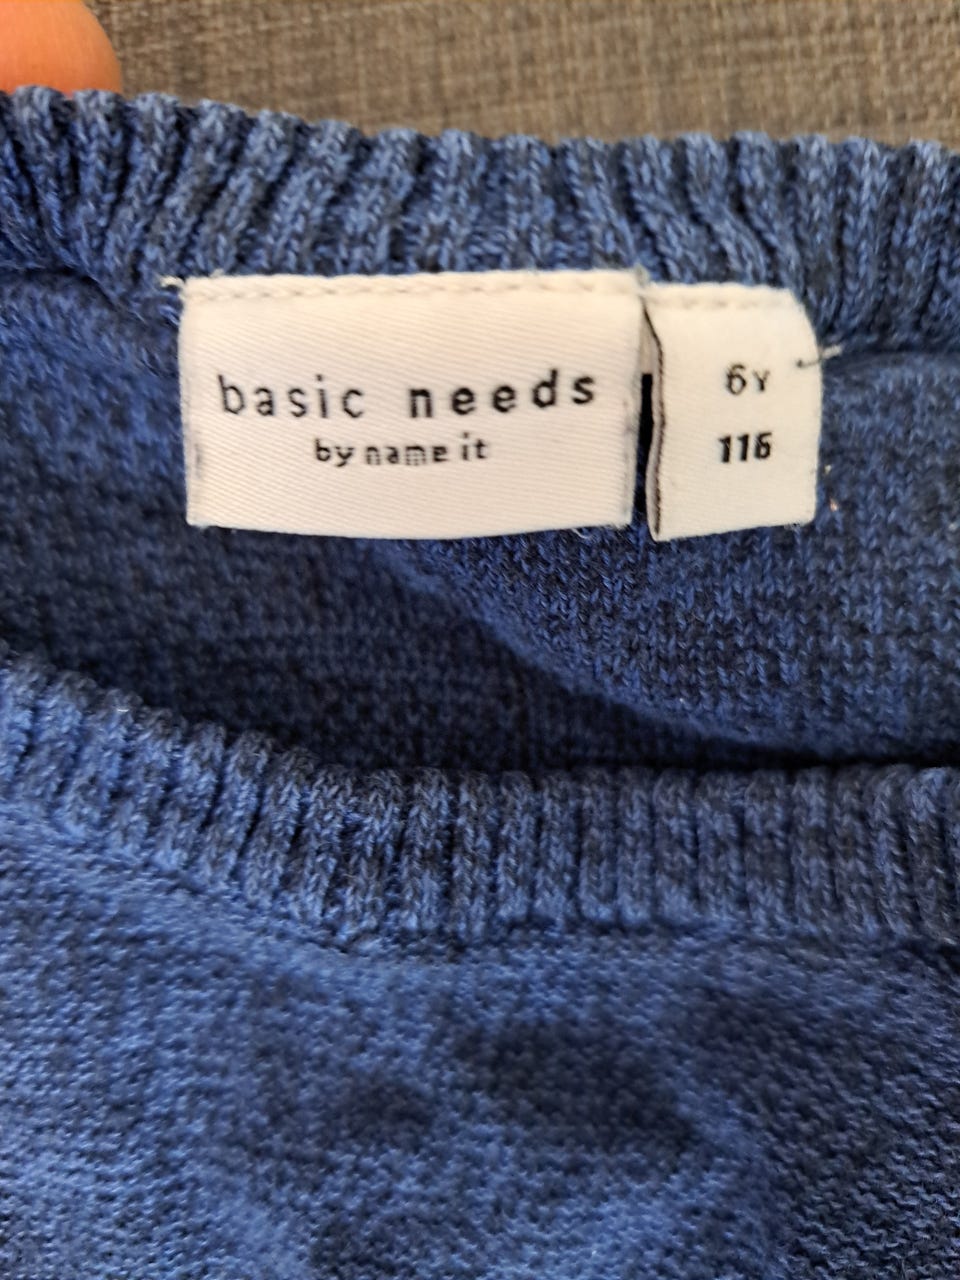 basic needs
by name it
6Y
116